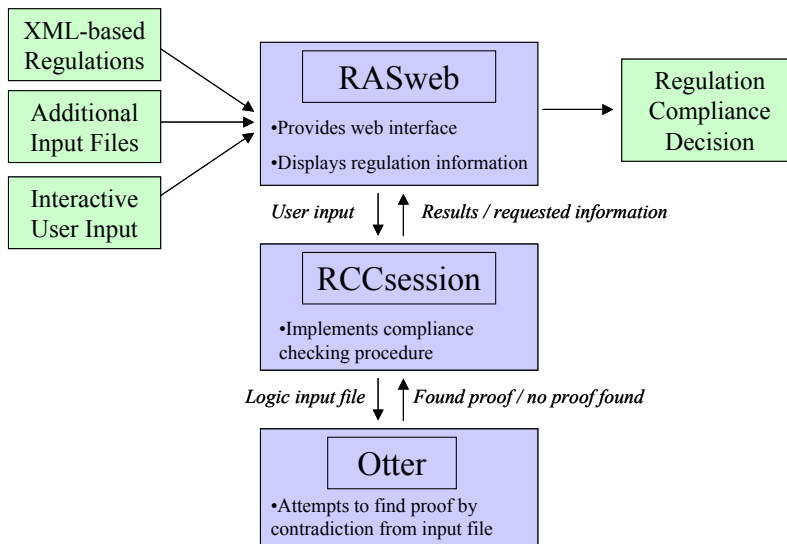 XML-based
Regulations
Additional
Input Files
Interactive
User Input
RASweb
•Provides web interface
•Displays regulation information
Regulation
Compliance
Decision
User input
Results / requested information
RCCsession
•Implements compliance
checking procedure
Logic input file
Found proof / no proof found
Otter
•Attempts to find proof by
contradiction from input file